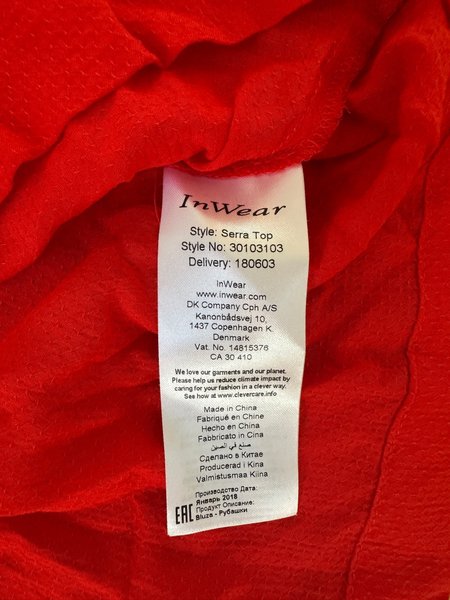 InWear
Style: Serra Top
Style No: 30103103
Delivery: 180603
InWear
www.inwear.com
DK Company Cph A/S
Kanonbådsvej 10,
1437 Copenhagen K
Denmark
Vat. No. 14815376
CA 30 410
We love our garments and our planet.
Please help us reduce climate impact by
caring for your fashion in a clever way.
See how at www.clevercare.info
Made in China
Fabriqué en Chine
Hecho en China
Fabbricato in Cina
صنع في الصين
Сделано в Китае
Producerad i Kina
Valmistusmaa Kiina
Производство Дата:
Январь 2018
Продукт Описание:
EAC Bluze - Рубашки